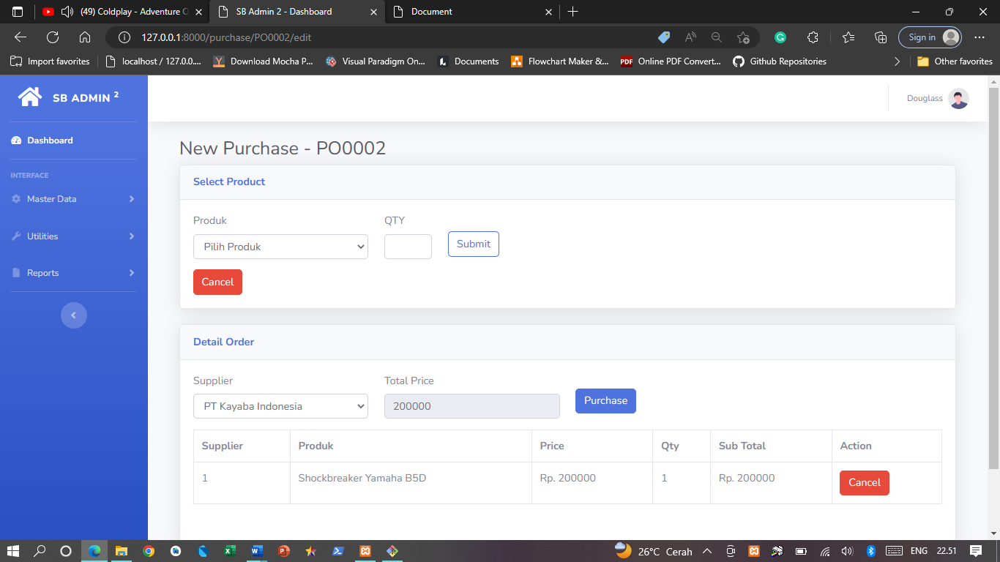 (49) Coldplay - Adventure O
SB Admin 2 - Dashboard
Document
127.0.0.1:8000/purchase/PO0002/edit
Sign in
Import favorites
localhost / 127.0.0....
Download Mocha P...
Visual Paradigm On...
Documents
Flowchart Maker &...
PDF
Online PDF Convert...
Github Repositories
Other favorites
SB ADMIN 2
Douglass
Dashboard
INTERFACE
Master Data
Utilities
Reports
New Purchase - PO0002
Select Product
Produk
QTY
Pilih Produk
Submit
Cancel
Detail Order
Supplier
Total Price
PT Kayaba Indonesia
200000
Purchase
Supplier Produk Price Qty Sub Total Action
1 Shockbreaker Yamaha B5D Rp. 200000 1 Rp. 200000 Cancel
26°C Cerah
ENG
22.51